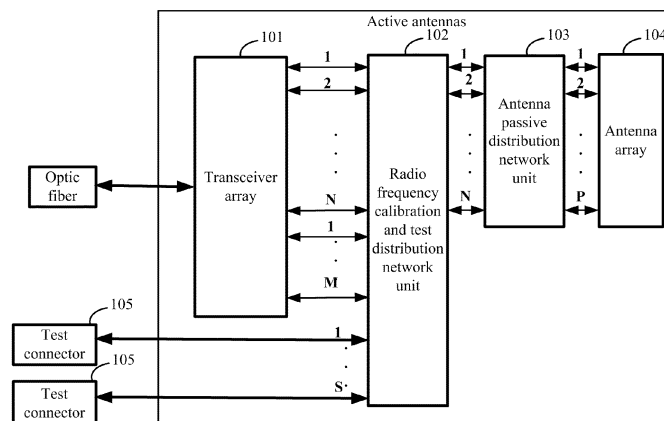 Active antennas
101
102
103
104
1
2
N
1
M
1
2
N
1
2
P
Optic
fiber
Transceiver
array
Radio
frequency
calibration
and test
distribution
network
unit
Antenna
passive
distribution
network
unit
Antenna
array
105
Test
connector
1
105
Test
connector
S